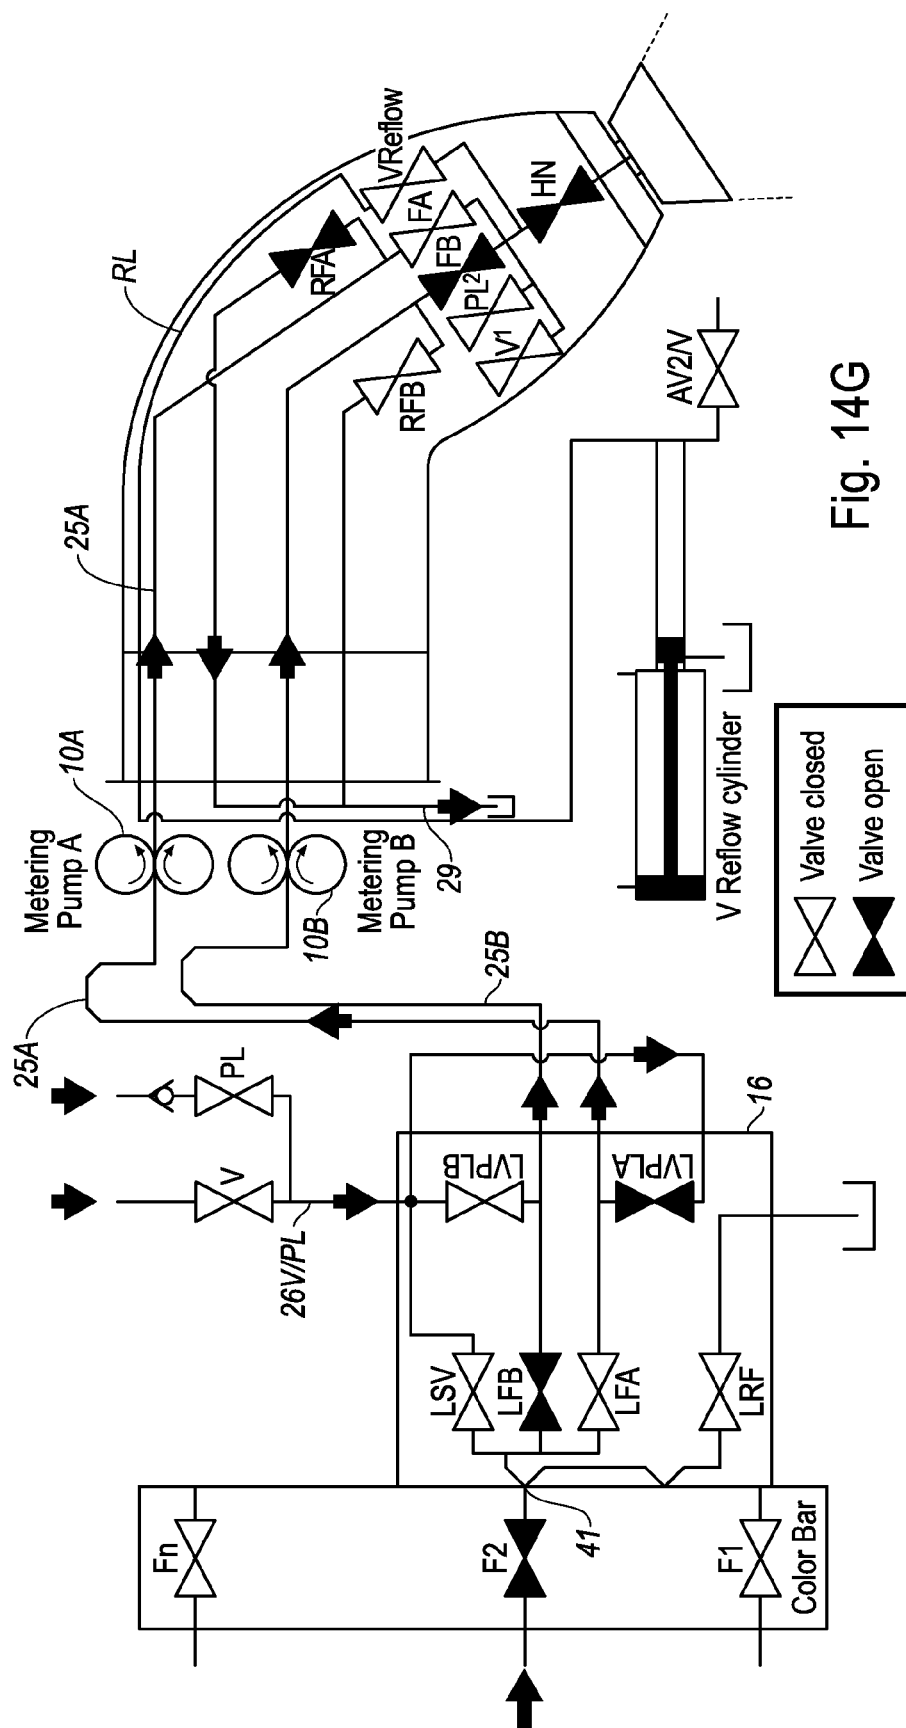 RL
VReflow
RFA
FA
FB
PL²
V¹
RFB
HN
25A
10A
Metering
Pump A
10B
Metering
Pump B
29
AV2/V
V Reflow cylinder
25A
25B
PL
V
26V/PL
LVPLB
LVPLA
16
LSV
LFB
LFA
LRF
41
Fn
F2
F1
Color Bar
Valve closed
Valve open
Fig. 14G